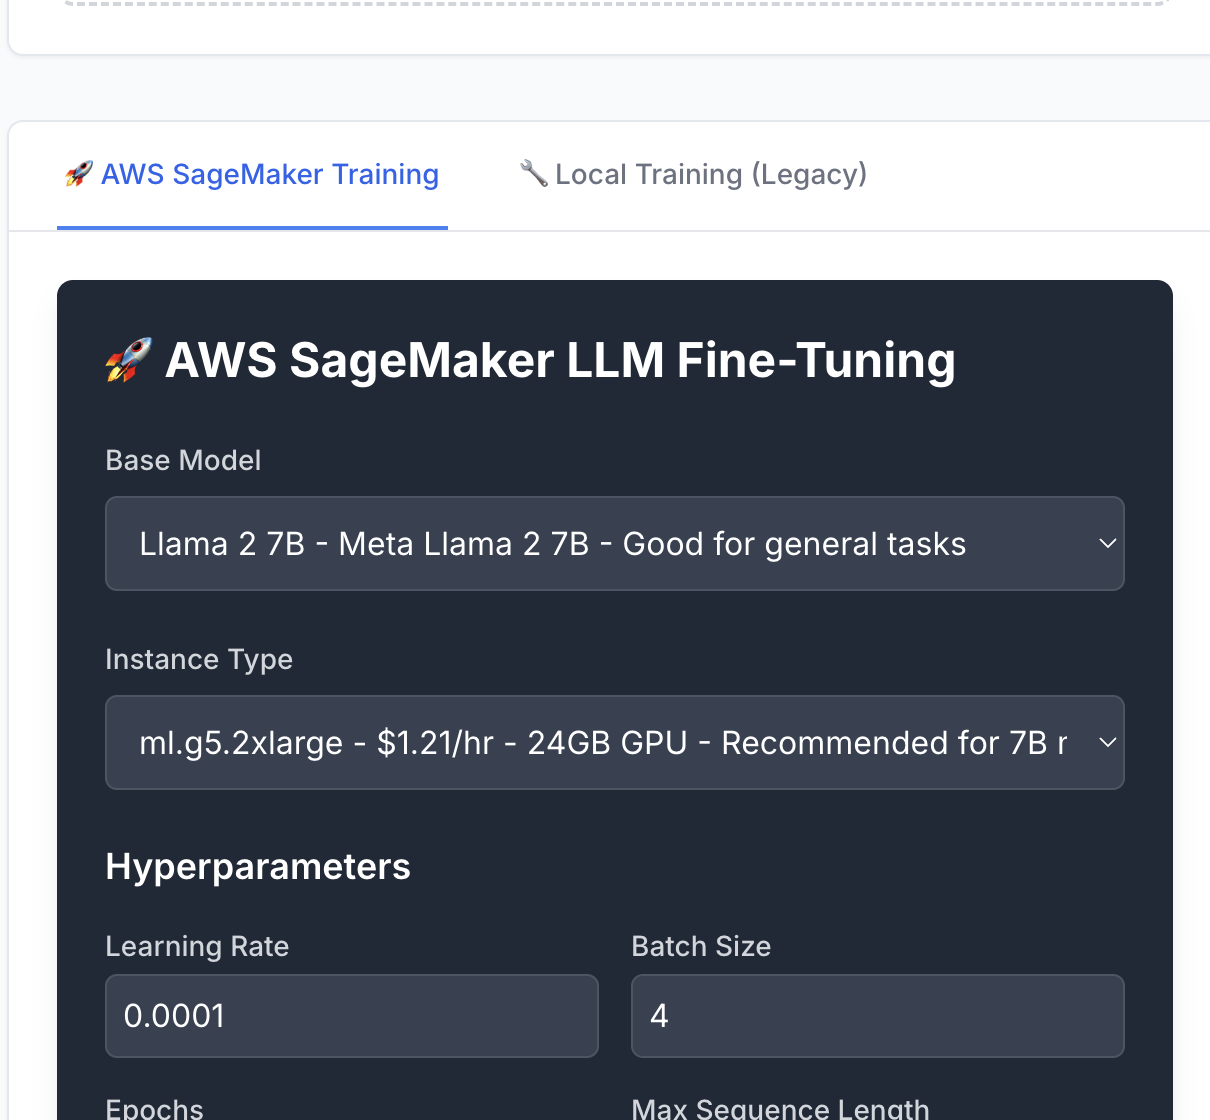 🚀 AWS SageMaker Training
🔧 Local Training (Legacy)
🚀 AWS SageMaker LLM Fine-Tuning
Base Model
Llama 2 7B - Meta Llama 2 7B - Good for general tasks
Instance Type
ml.g5.2xlarge - $1.21/hr - 24GB GPU - Recommended for 7B
Hyperparameters
Learning Rate
Batch Size
0.0001
4
Epochs
Max Sequence Length